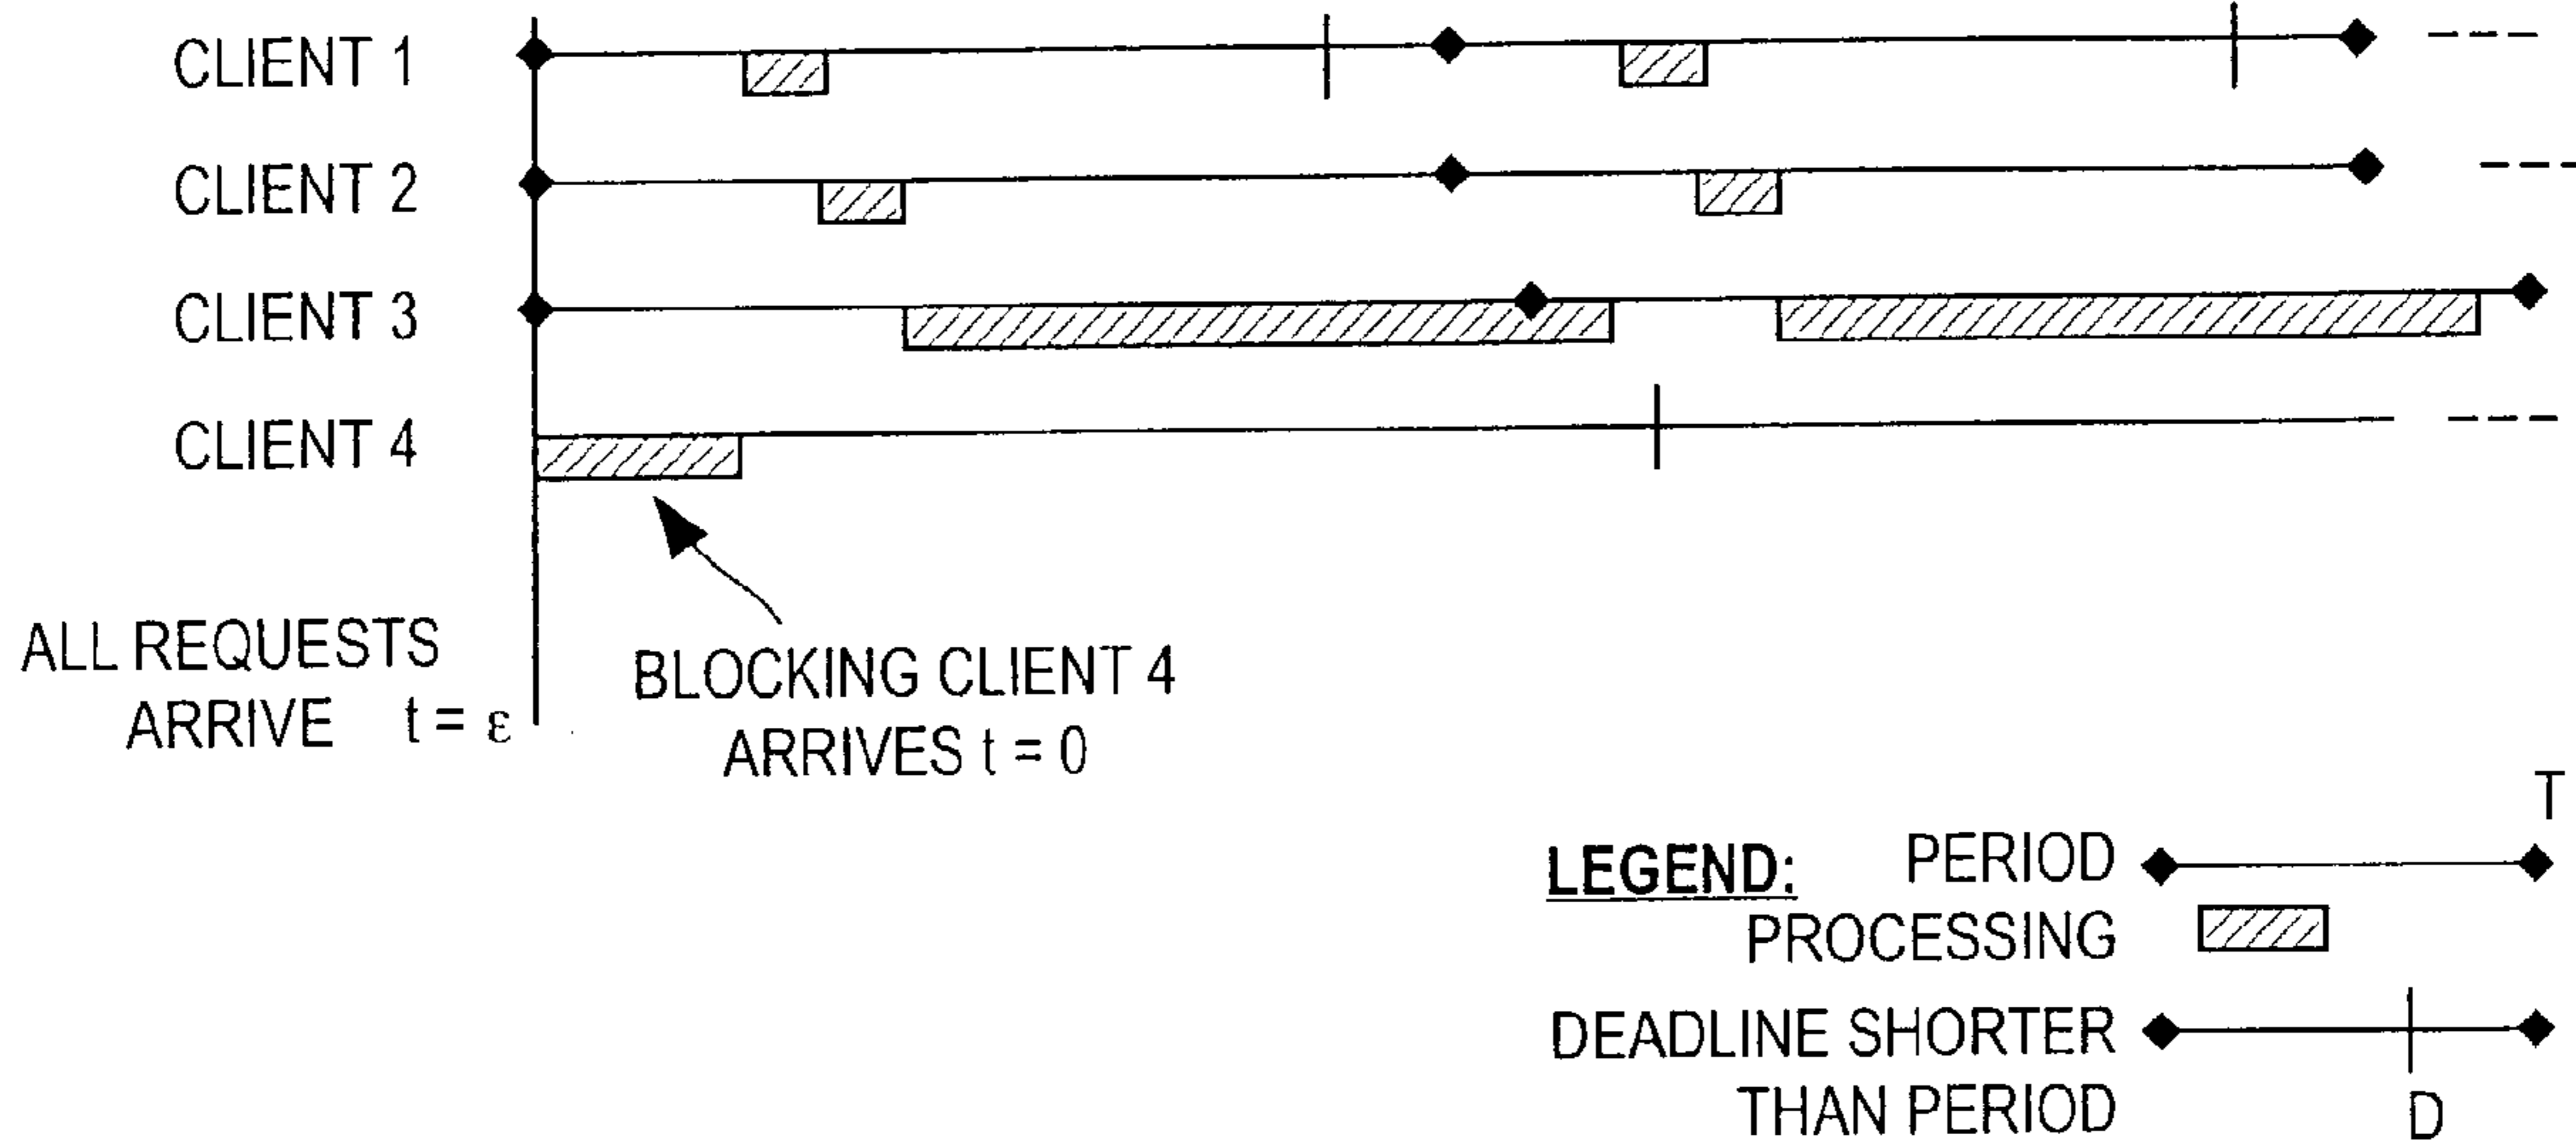 CLIENT 1
CLIENT 2
CLIENT 3
CLIENT 4
ALL REQUESTS
ARRIVE t = ε
BLOCKING CLIENT 4
ARRIVES t = 0
T
LEGEND: PERIOD
PROCESSING
DEADLINE SHORTER
THAN PERIOD
D